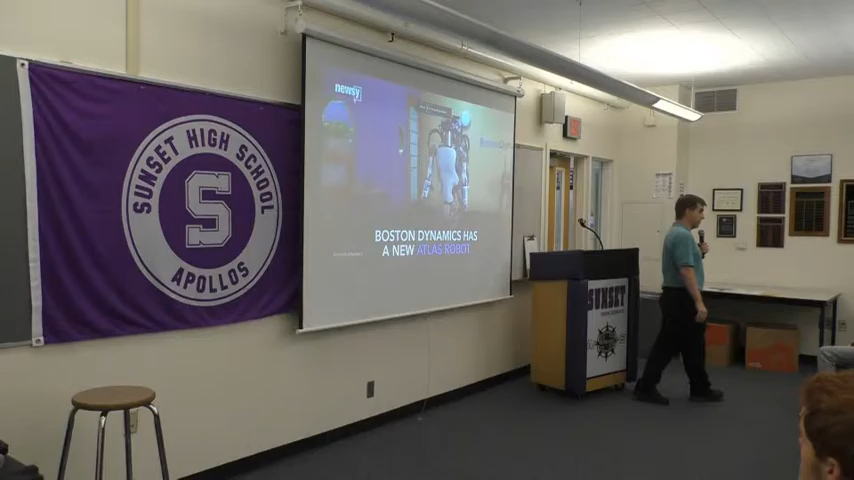 SUNSET HIGH SCHOOL
S
APOLLOS
newsy
BOSTON DYNAMICS HAS
A NEW ATLAS ROBOT
SUNSET